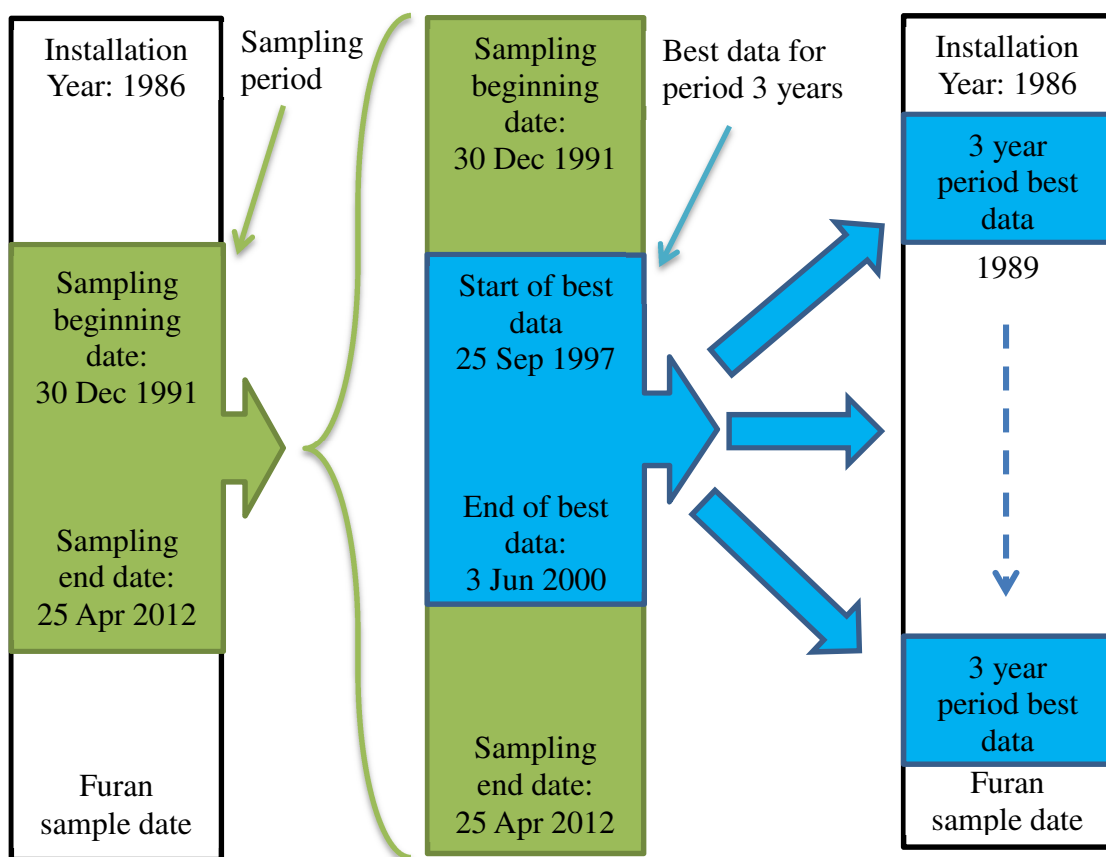 Installation
Year: 1986
Sampling
period
Sampling
beginning
date:
30 Dec 1991
Sampling
end date:
25 Apr 2012
Furan
sample date
Sampling
beginning
date:
30 Dec 1991
Best data for
period 3 years
Start of best
data
25 Sep 1997
End of best
data:
3 Jun 2000
Sampling
end date:
25 Apr 2012
Installation
Year: 1986
3 year
period best
data
1989
3 year
period best
data
Furan
sample date